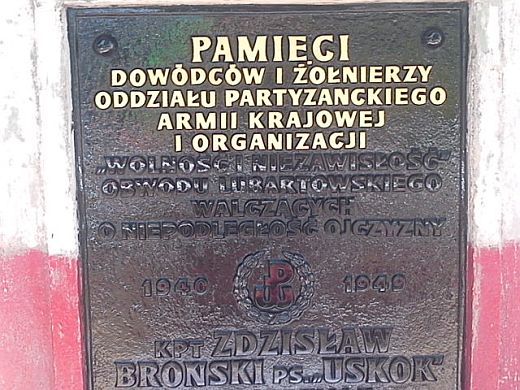 PAMIĘCI
DOWÓDCÓW I ŻOŁNIERZY
ODDZIAŁU PARTYZANCKIEGO
ARMII KRAJOWEJ
I ORGANIZACJI
„WOLNOŚĆ I NIEZAWISŁOŚĆ”
OBWODU LUBARTOWSKIEGO
WALCZĄCYCH
O NIEPODLEGŁOŚĆ OJCZYZNY
1940 PW 1949
KPT ZDZISŁAW
BROŃSKI PS. „USKOK”